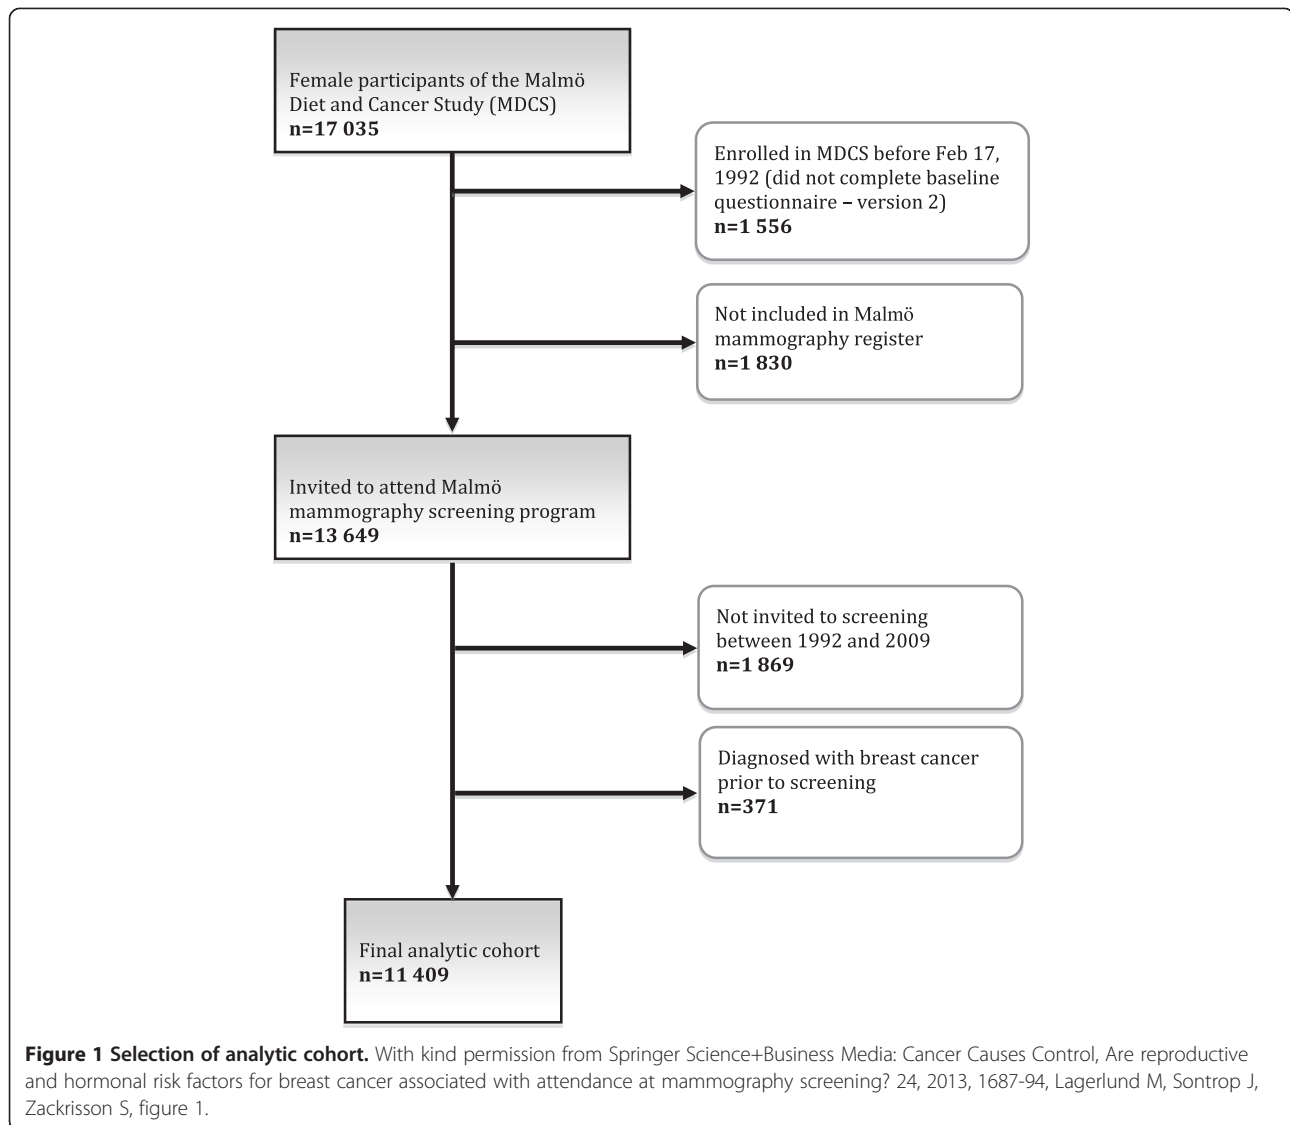 Female participants of the Malmö
Diet and Cancer Study (MDCS)
n=17 035
Enrolled in MDCS before Feb 17,
1992 (did not complete baseline
questionnaire – version 2)
n=1 556
Not included in Malmö
mammography register
n=1 830
Invited to attend Malmö
mammography screening program
n=13 649
Not invited to screening
between 1992 and 2009
n=1 869
Diagnosed with breast cancer
prior to screening
n=371
Final analytic cohort
n=11 409
Figure 1 Selection of analytic cohort. With kind permission from Springer Science+Business Media: Cancer Causes Control, Are reproductive
and hormonal risk factors for breast cancer associated with attendance at mammography screening? 24, 2013, 1687-94, Lagerlund M, Sontrop J,
Zackrisson S, figure 1.